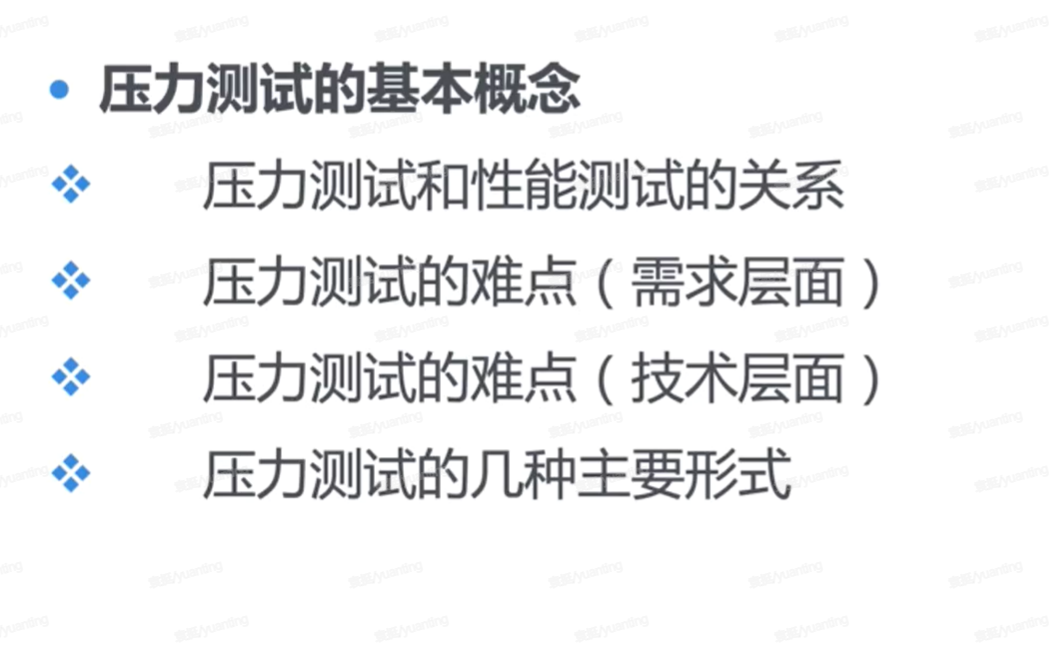 压力测试的基本概念
压力测试和性能测试的关系
压力测试的难点（需求层面）
压力测试的难点（技术层面）
压力测试的几种主要形式